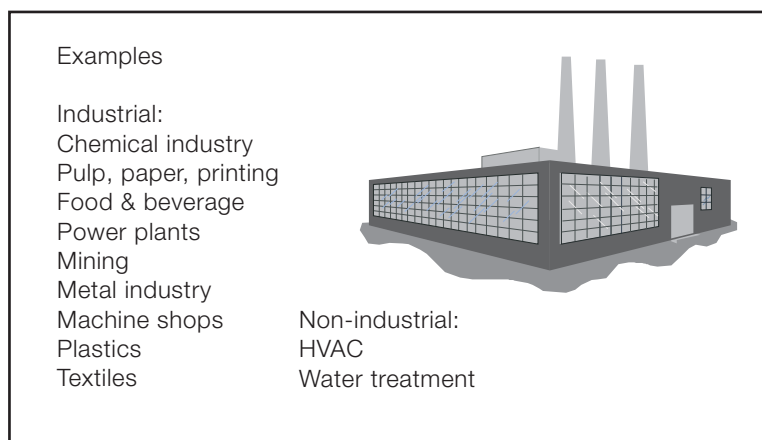 Examples
Industrial:
Chemical industry
Pulp, paper, printing
Food & beverage
Power plants
Mining
Metal industry
Machine shops
Plastics
Textiles
Non-industrial:
HVAC
Water treatment